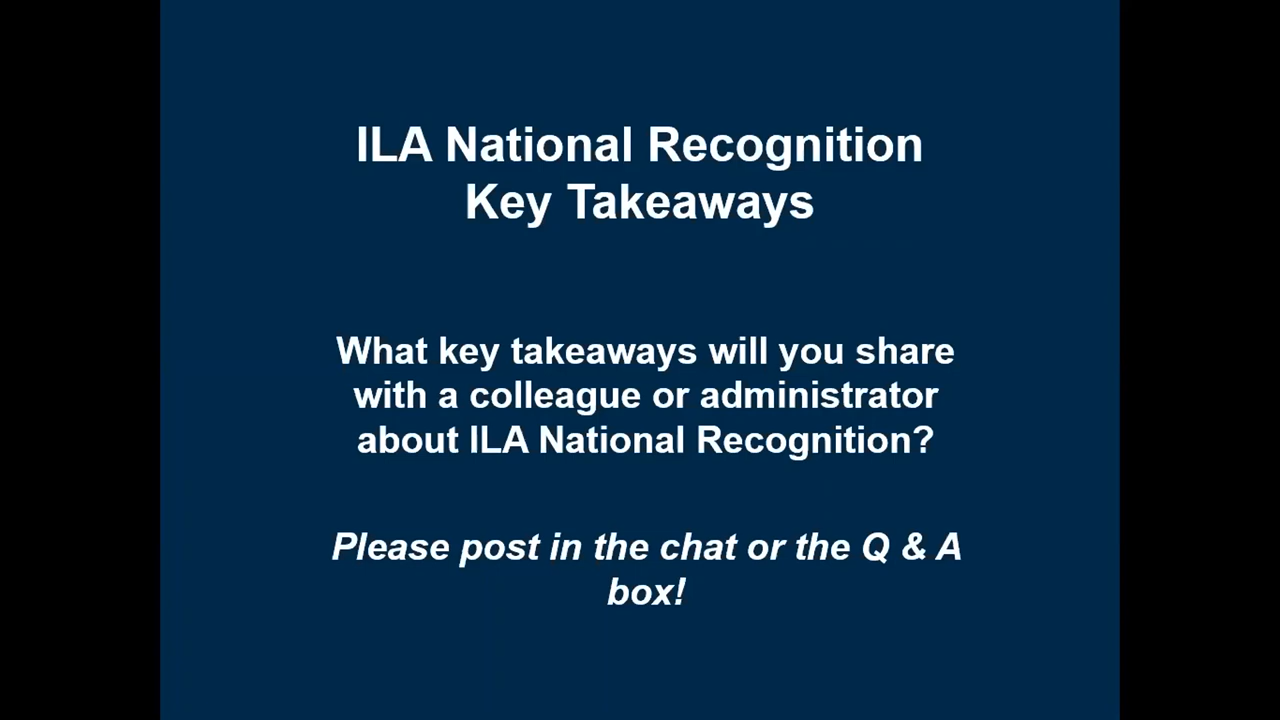 ILA National Recognition
Key Takeaways
What key takeaways will you share
with a colleague or administrator
about ILA National Recognition?
Please post in the chat or the Q & A
box!